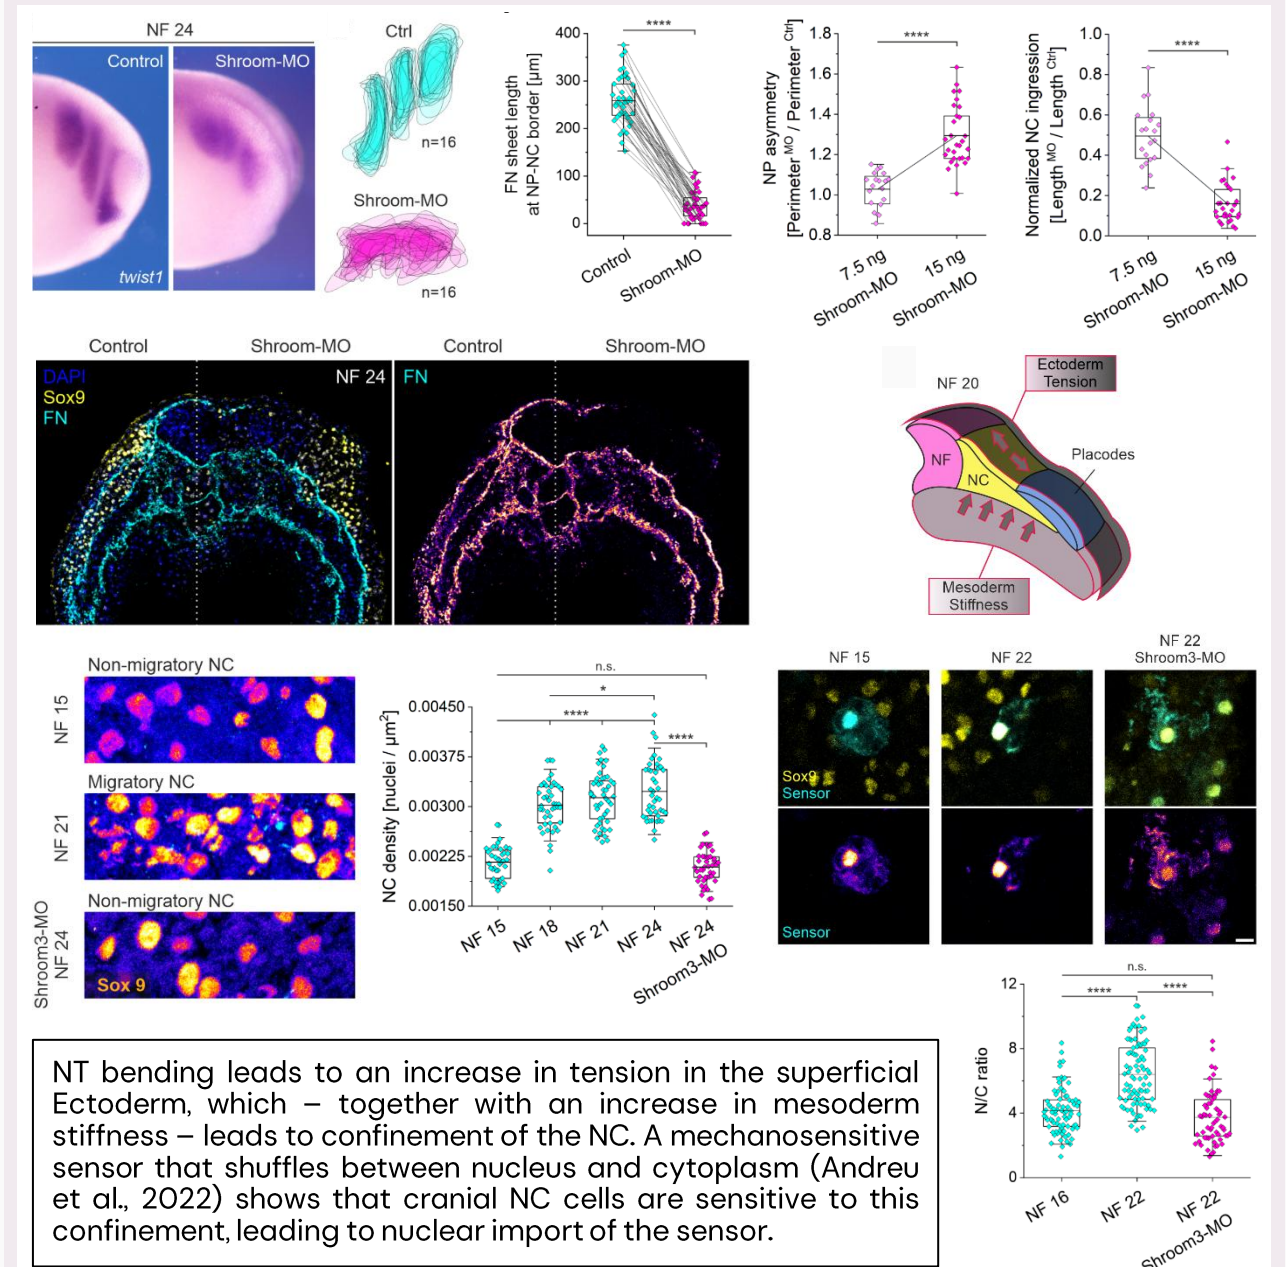 NF 24
Control
Shroom-MO
twist1
Ctrl
n=16
Shroom-MO
n=16
FN sheet length
at NP-NC border [µm]
****
400
300
200
100
0
Control
Shroom-MO
NP asymmetry
[Perimeter MO / Perimeter Ctrl]
****
1.8
1.6
1.4
1.2
1.0
0.8
7.5 ng
Shroom-MO
15 ng
Shroom-MO
Normalized NC ingression
[Length MO / Length Ctrl]
****
1.0
0.8
0.6
0.4
0.2
0.0
7.5 ng
Shroom-MO
15 ng
Shroom-MO
Control
Shroom-MO
Control
Shroom-MO
DAPI
Sox9
FN
NF 24
FN
NF 20
Ectoderm
Tension
Placodes
NF
NC
Mesoderm
Stiffness
Non-migratory NC
NF 15
Migratory NC
NF 21
Non-migratory NC
Shroom3-MO
NF 24
Sox 9
NC density [nuclei / µm²]
n.s.
*
****
****
0.00450
0.00375
0.00300
0.00225
0.00150
NF 15
NF 18
NF 21
NF 24
NF 24
Shroom3-MO
NF 15
NF 22
NF 22
Shroom3-MO
Sox9
Sensor
Sensor
N/C ratio
n.s.
****
****
12
8
4
0
NF 16
NF 22
NF 22
Shroom3-MO
NT bending leads to an increase in tension in the superficial
Ectoderm, which – together with an increase in mesoderm
stiffness – leads to confinement of the NC. A mechanosensitive
sensor that shuffles between nucleus and cytoplasm (Andreu
et al., 2022) shows that cranial NC cells are sensitive to this
confinement, leading to nuclear import of the sensor.